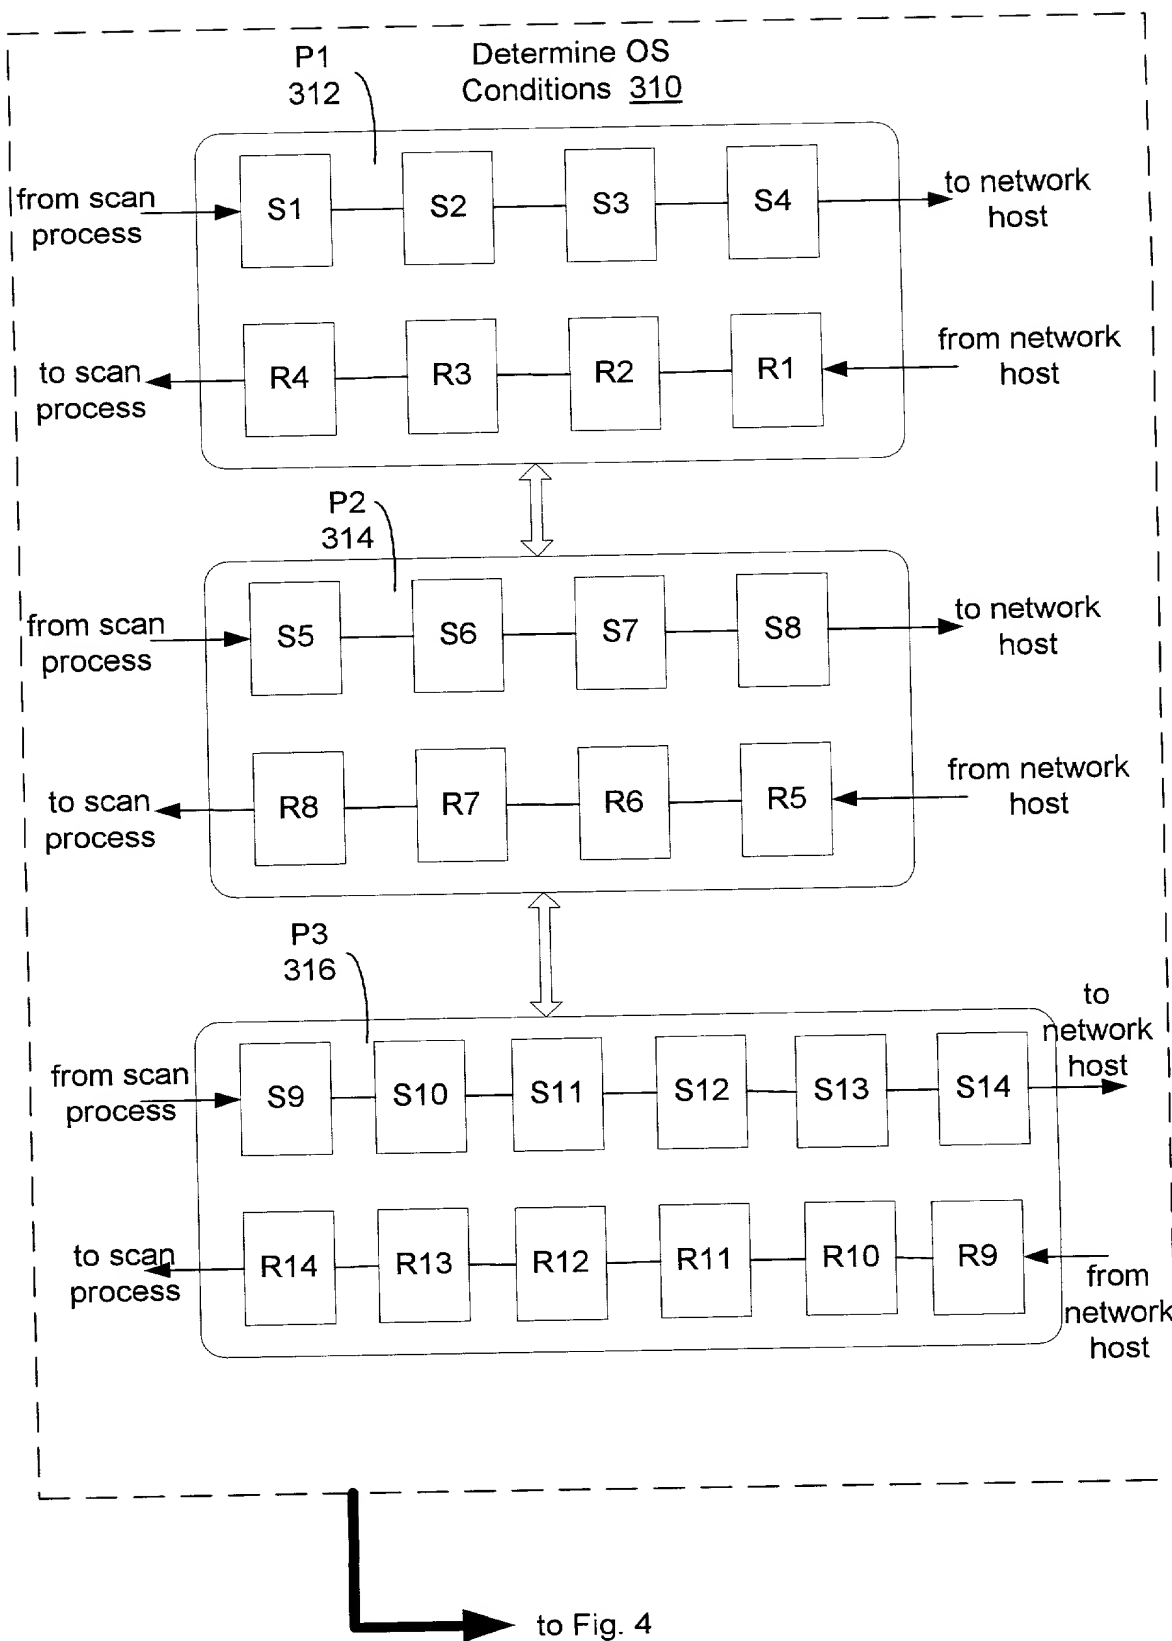 P1
312
Determine OS
Conditions 310
from scan
process
S1
S2
S3
S4
to network
host
to scan
process
R4
R3
R2
R1
from network
host
P2
314
from scan
process
S5
S6
S7
S8
to network
host
to scan
process
R8
R7
R6
R5
from network
host
P3
316
from scan
process
S9
S10
S11
S12
S13
S14
to
network
host
to scan
process
R14
R13
R12
R11
R10
R9
from
network
host
to Fig. 4